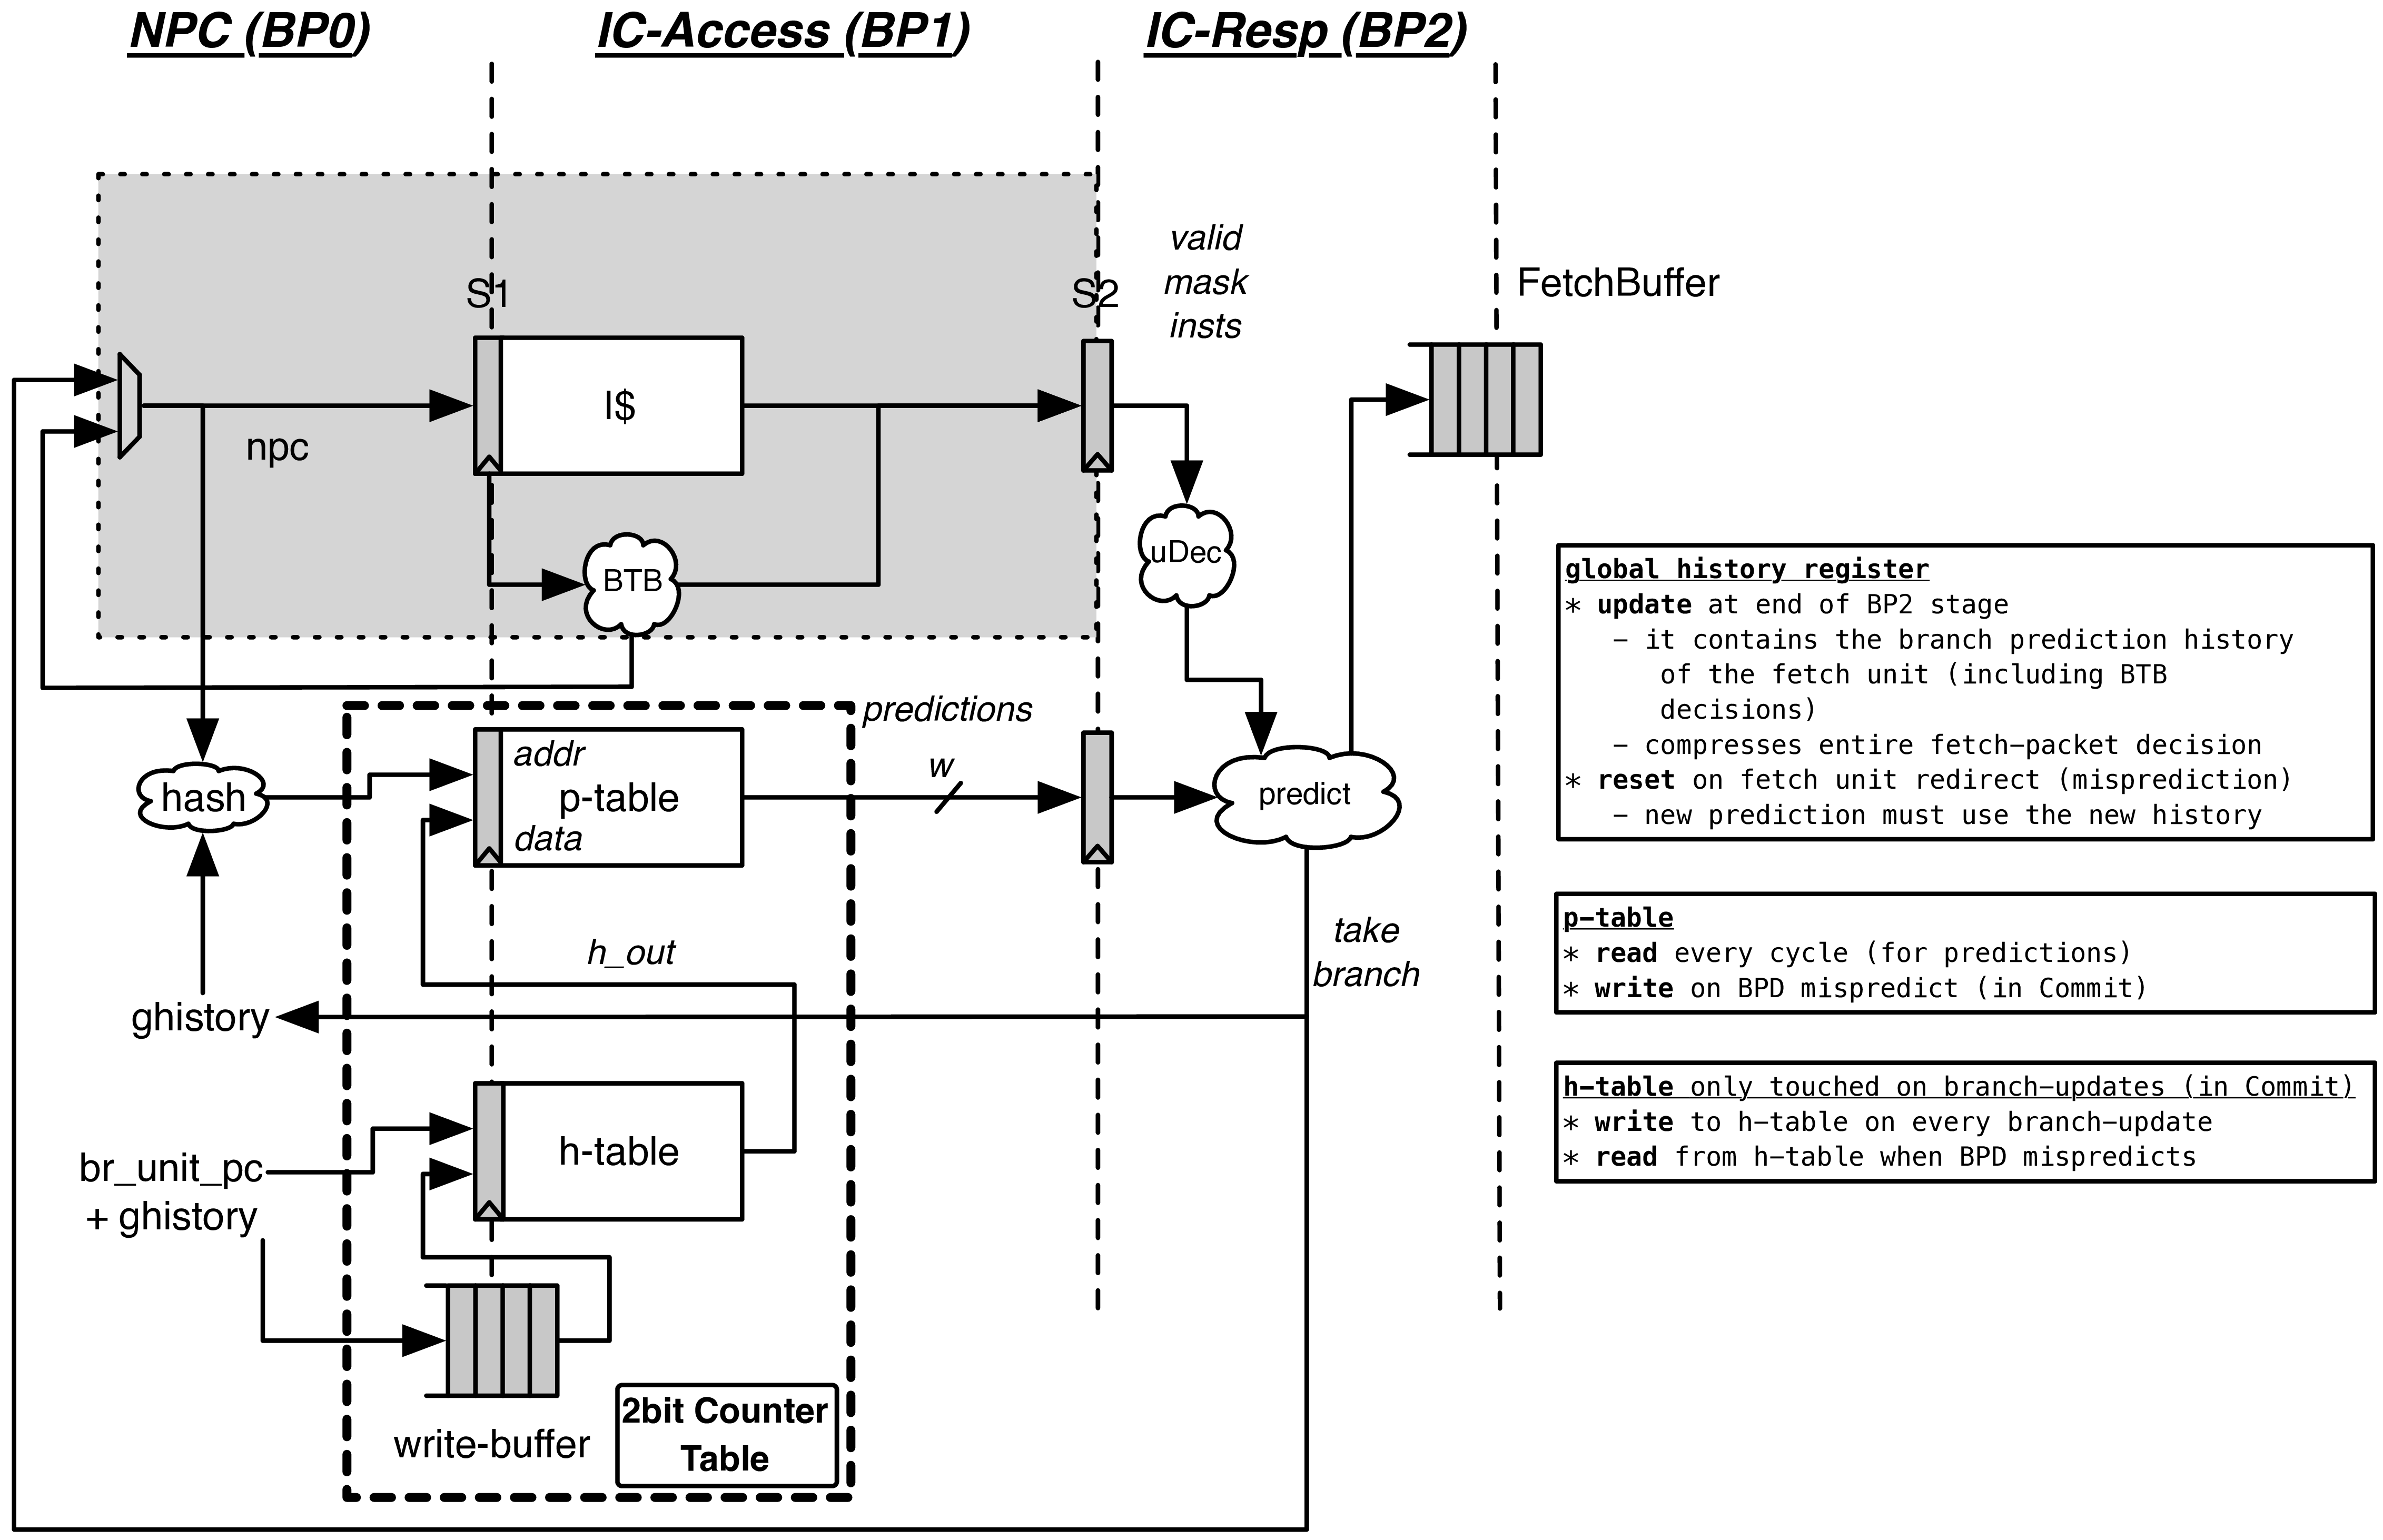 NPC (BP0)
IC-Access (BP1)
IC-Resp (BP2)
valid
mask
insts
S1
S2
FetchBuffer
I$
npc
uDec
BTB
predictions
w
hash
addr
p-table
data
predict
h_out
take
branch
ghistory
br_unit_pc
+ ghistory
h-table
write-buffer
2bit Counter
Table
global history register
* update at end of BP2 stage
– it contains the branch prediction history
of the fetch unit (including BTB
decisions)
– compresses entire fetch-packet decision
* reset on fetch unit redirect (misprediction)
– new prediction must use the new history
p-table
* read every cycle (for predictions)
* write on BPD mispredict (in Commit)
h-table only touched on branch-updates (in Commit)
* write to h-table on every branch-update
* read from h-table when BPD mispredicts